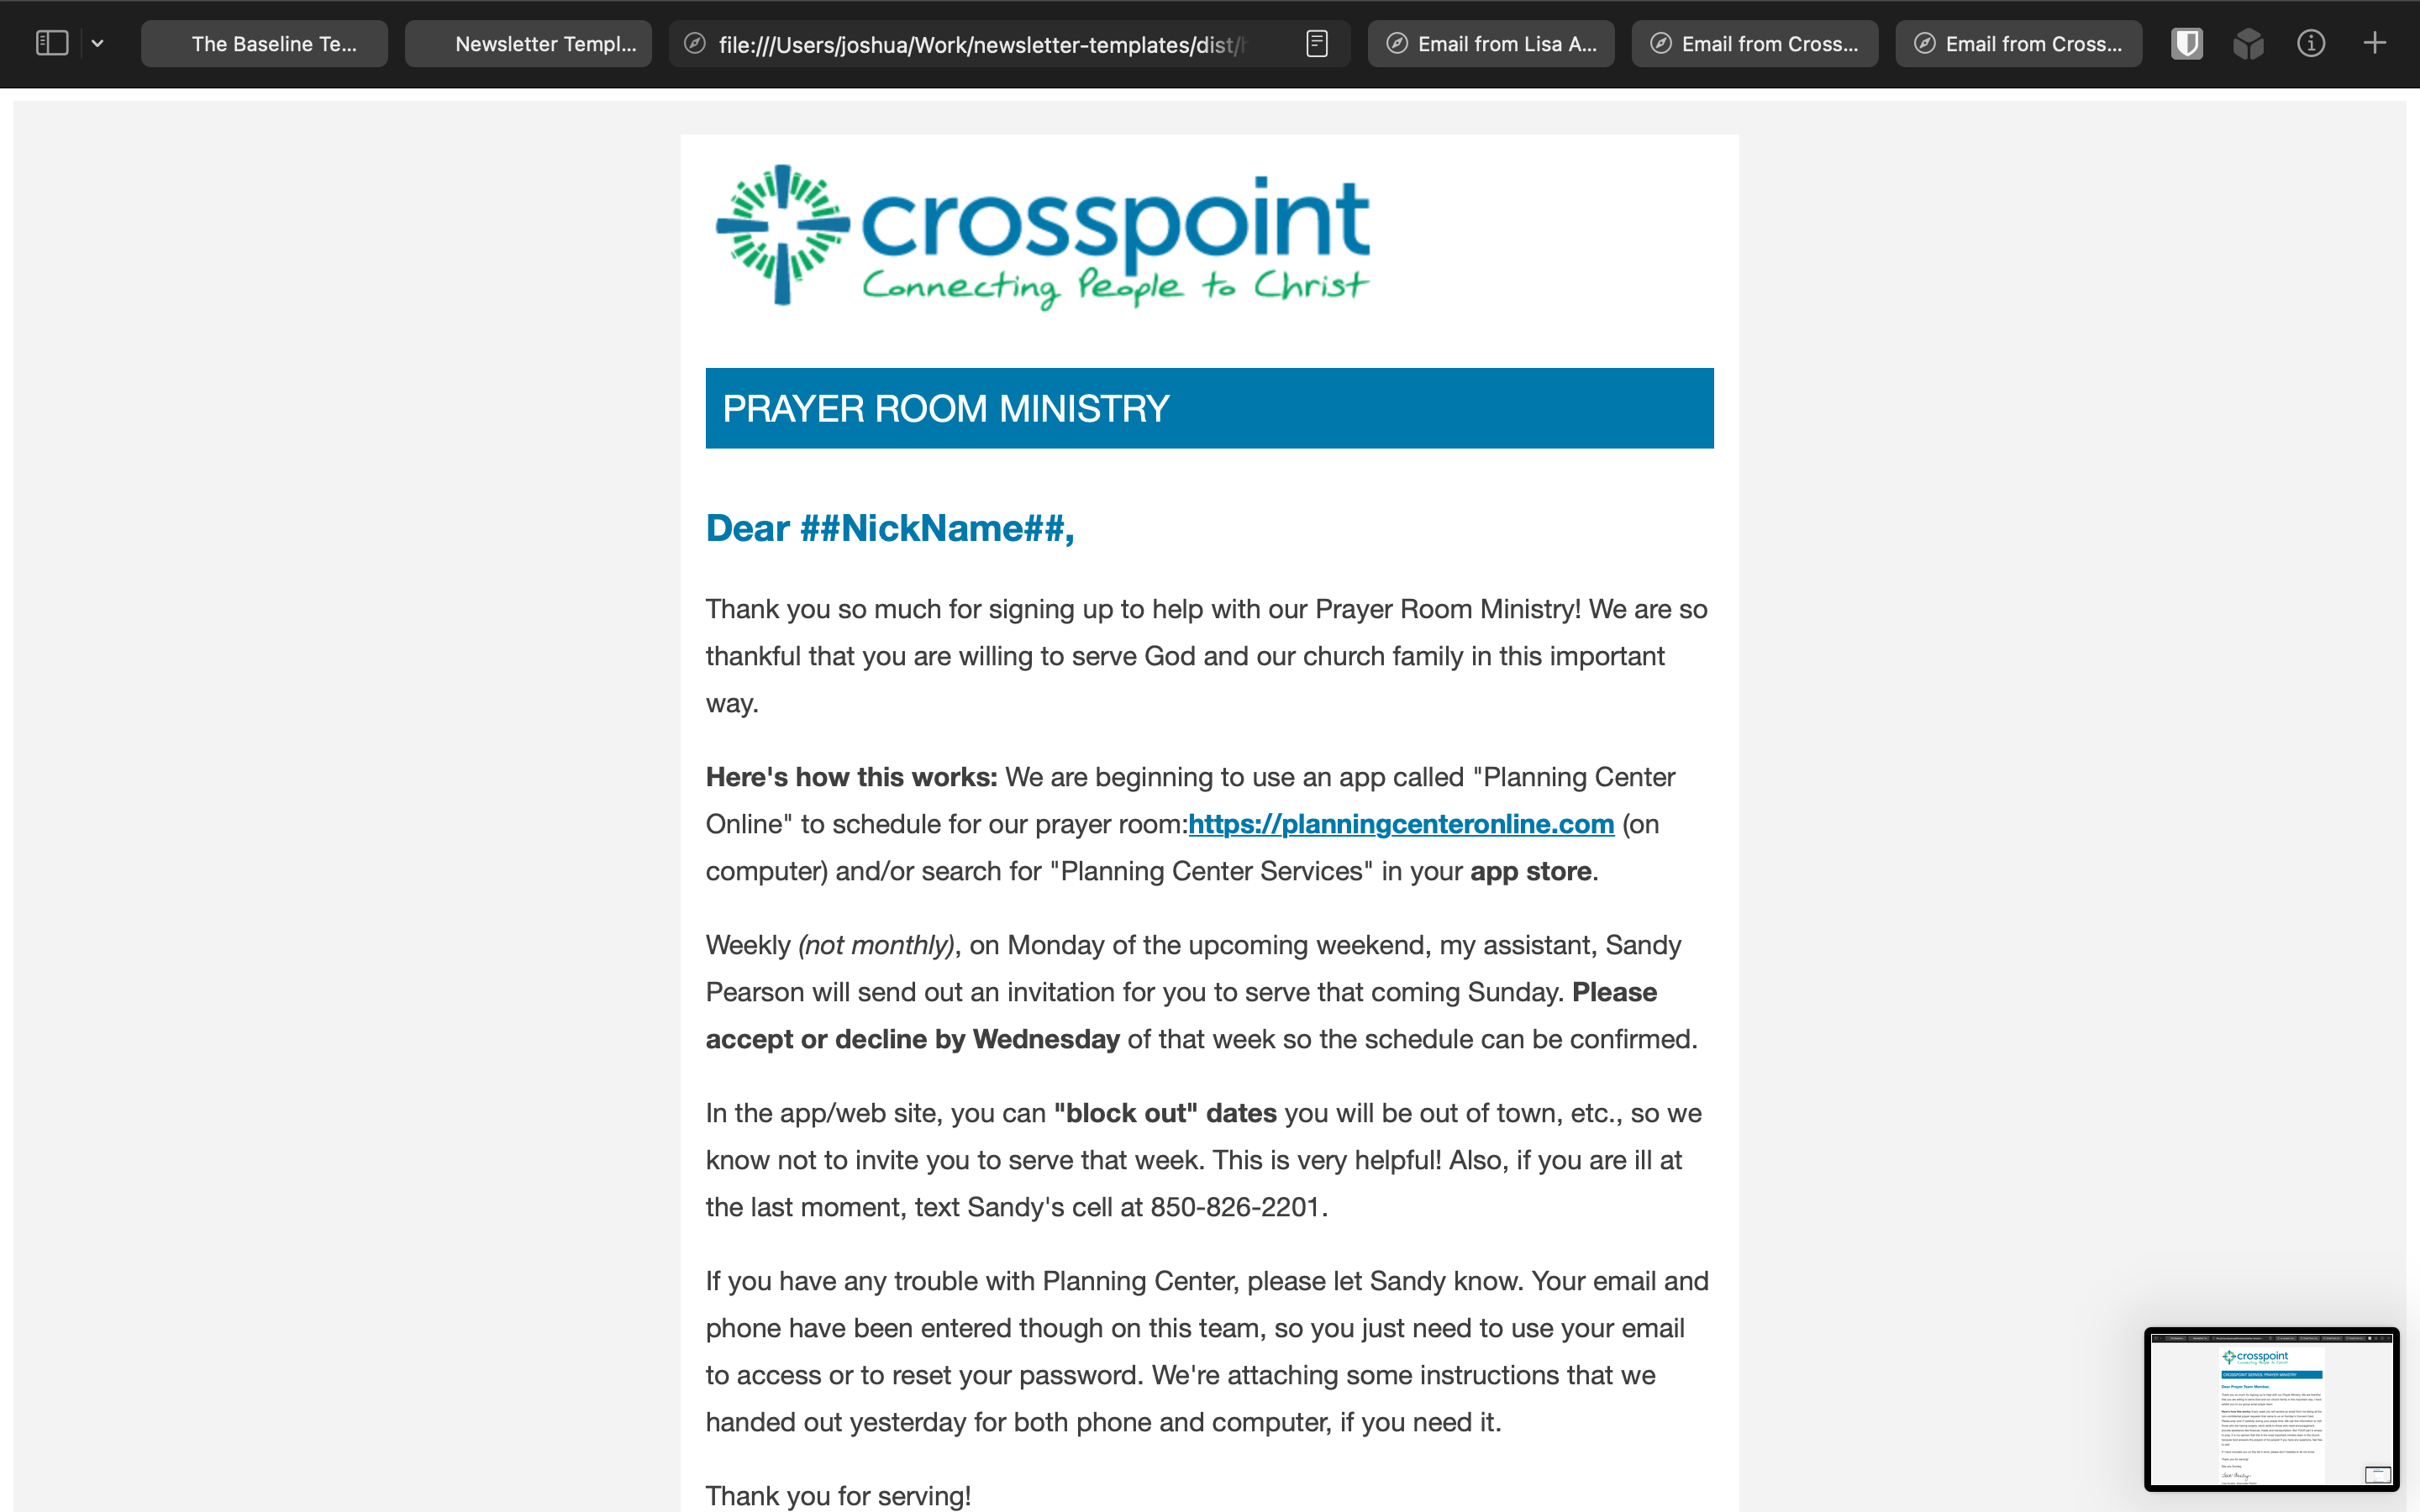 The Baseline Te...
Newsletter Templ...
file:///Users/joshua/Work/newsletter-templates/dist/
Email from Lisa A...
Email from Cross...
Email from Cross...
crosspoint
Connecting People to Christ
PRAYER ROOM MINISTRY
Dear ##NickName##,
Thank you so much for signing up to help with our Prayer Room Ministry! We are so
thankful that you are willing to serve God and our church family in this important
way.
Here's how this works: We are beginning to use an app called "Planning Center
Online" to schedule for our prayer room:https://planningcenteronline.com (on
computer) and/or search for "Planning Center Services" in your app store.
Weekly (not monthly), on Monday of the upcoming weekend, my assistant, Sandy
Pearson will send out an invitation for you to serve that coming Sunday. Please
accept or decline by Wednesday of that week so the schedule can be confirmed.
In the app/web site, you can "block out" dates you will be out of town, etc., so we
know not to invite you to serve that week. This is very helpful! Also, if you are ill at
the last moment, text Sandy's cell at 850-826-2201.
If you have any trouble with Planning Center, please let Sandy know. Your email and
phone have been entered though on this team, so you just need to use your email
to access or to reset your password. We're attaching some instructions that we
handed out yesterday for both phone and computer, if you need it.
Thank you for serving!
crosspoint
Connecting People to Christ
Dear Prayer Team Member,